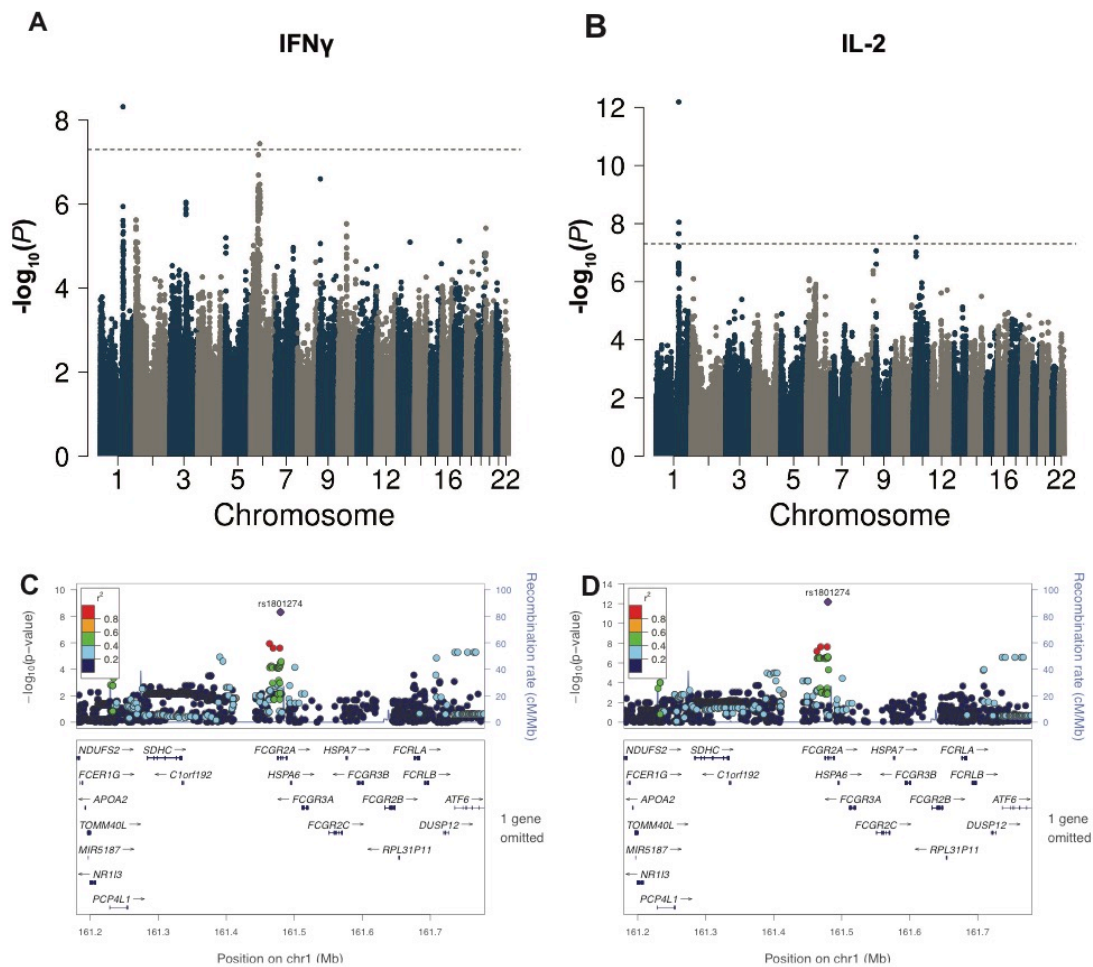 A
IFNγ
-log10(P)
8
6
4
2
0
1 3 5 7 9 12 16 22
Chromosome
B
IL-2
-log10(P)
12
10
8
6
4
2
0
1 3 5 7 9 12 16 22
Chromosome
C
rs1801274
r2
0.8
0.6
0.4
0.2
−log10(p−value)
10
8
6
4
2
0
Recombination rate (cM/Mb)
100
80
60
40
20
0
NDUFS2→ SDHC→ FCGR2A→ HSPA7→ FCRLA→
FCER1G→ ←C1orf192 HSPA6→ ←FCGR3B FCRLB→
←APOA2 ←FCGR3A FCGR2B→ ATF6→
TOMM40L→ FCGR2C→ DUSP12→
MIR5187→ ←RPL31P11
←NR1I3
PCP4L1→
1 gene
omitted
161.2 161.3 161.4 161.5 161.6 161.7
Position on chr1 (Mb)
D
rs1801274
r2
0.8
0.6
0.4
0.2
−log10(p−value)
14
12
10
8
6
4
2
0
Recombination rate (cM/Mb)
100
80
60
40
20
0
NDUFS2→ SDHC→ FCGR2A→ HSPA7→ FCRLA→
FCER1G→ ←C1orf192 HSPA6→ ←FCGR3B FCRLB→
←APOA2 ←FCGR3A FCGR2B→ ATF6→
TOMM40L→ FCGR2C→ DUSP12→
MIR5187→ ←RPL31P11
←NR1I3
PCP4L1→
1 gene
omitted
161.2 161.3 161.4 161.5 161.6 161.7
Position on chr1 (Mb)